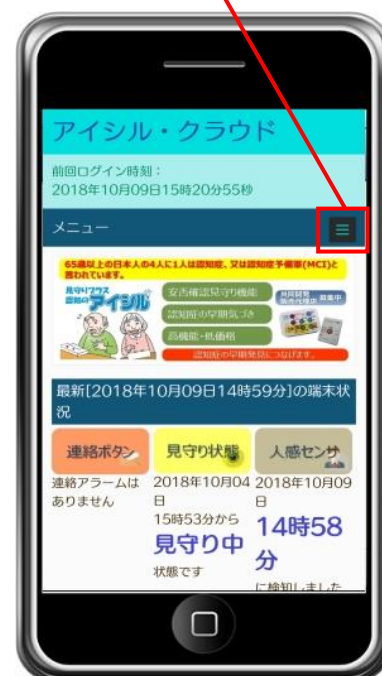 アイシル・クラウド
前回ログイン時刻：
2018年10月09日15時20分55秒
メニュー
65歳以上の日本人の4人に1人は認知症、又は認知症予備軍(MCI)と
言われています。
見守りプラス
認知のアイシル
安否確認見守り機能
認知症の早期気づき
高機能・低価格
共同開発
販売代理店
募集中
認知症の早期発見につなげます。
最新[2018年10月09日14時59分]の端末状
況
連絡ボタン
見守り状態
人感センサ
連絡アラームは
ありません
2018年10月04
日
15時53分から
見守り中
状態です
2018年10月09
日
14時58
分
に検知しました